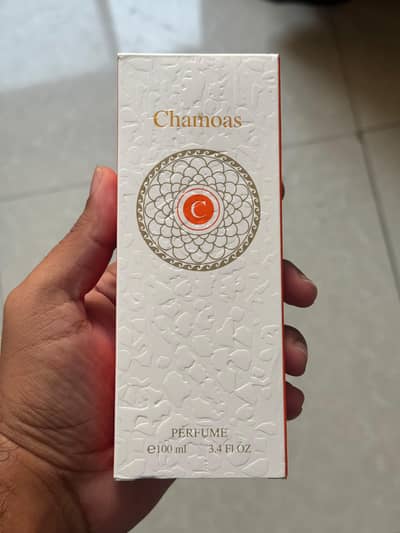 Chamoas
C
PERFUME
℮100 ml 3.4 Fl OZ